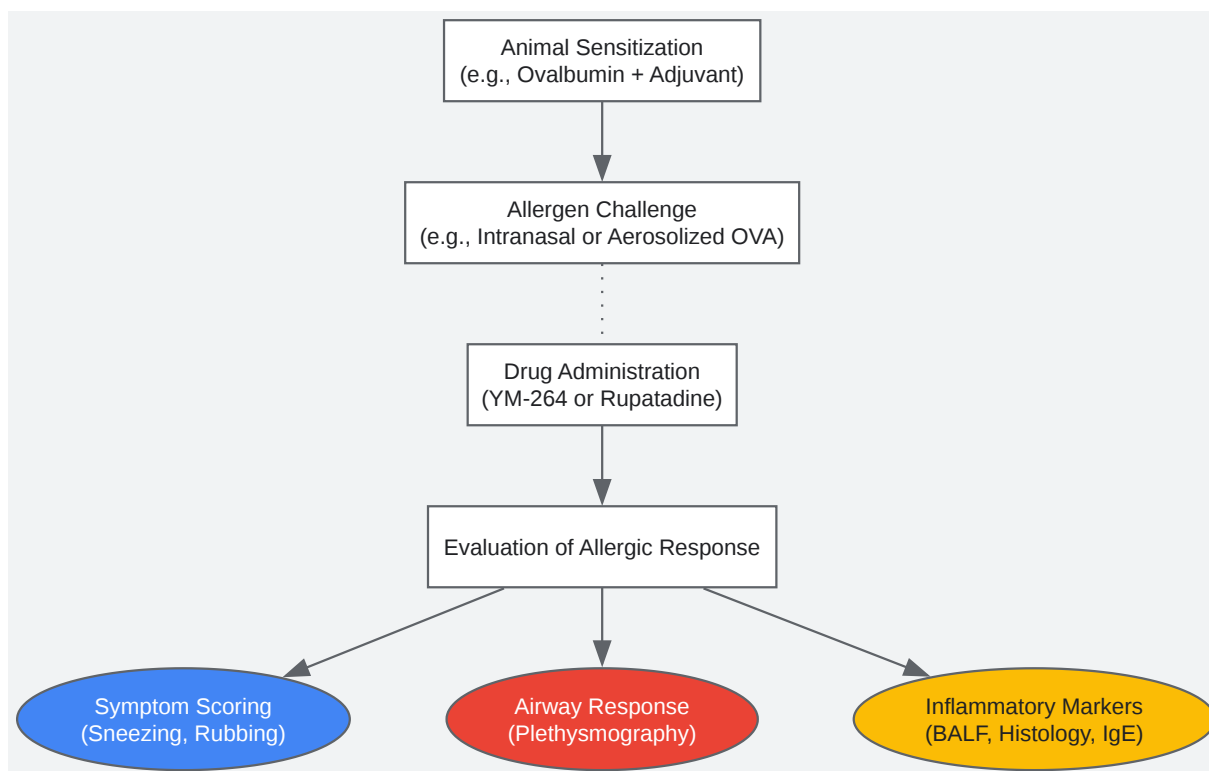 Animal Sensitization
(e.g., Ovalbumin + Adjuvant)
Allergen Challenge
(e.g., Intranasal or Aerosolized OVA)
Drug Administration
(YM-264 or Rupatadine)
Evaluation of Allergic Response
Symptom Scoring
(Sneezing, Rubbing)
Airway Response
(Plethysmography)
Inflammatory Markers
(BALF, Histology, IgE)